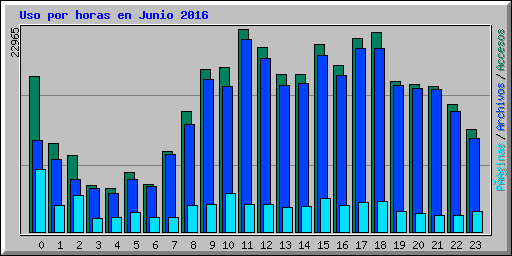 Uso por horas en Junio 2016
22965
Pàginas / Archivos / Accesos
0 1 2 3 4 5 6 7 8 9 10 11 12 13 14 15 16 17 18 19 20 21 22 23